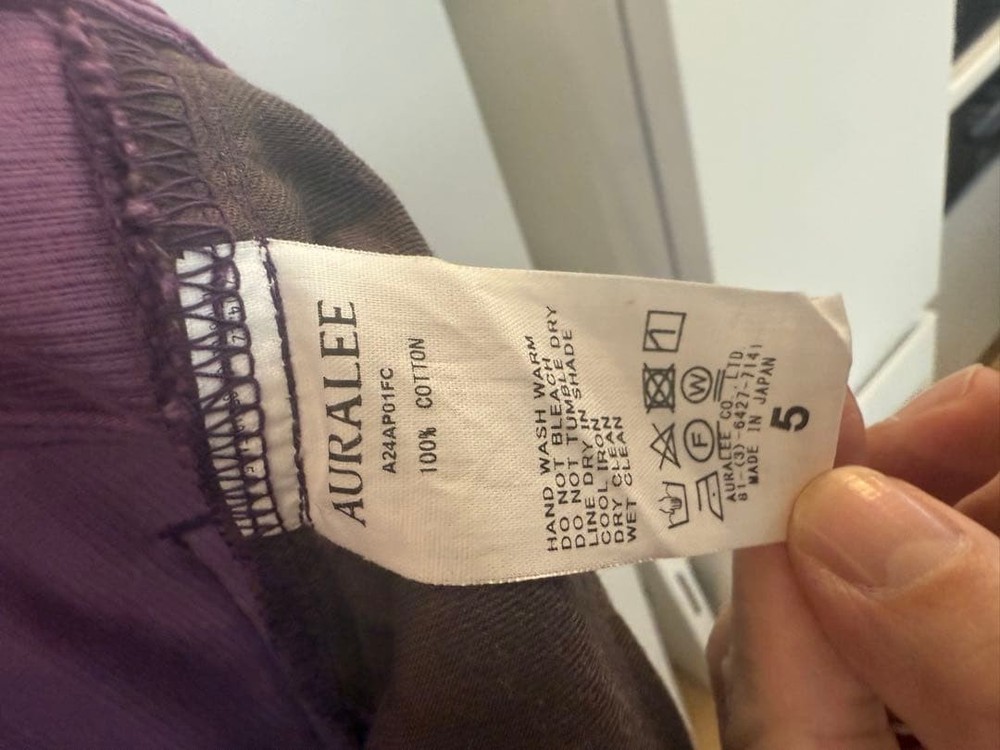 AURALEE
A24AP01FC
100% COTTON
HAND WASH WARM
DO NOT BLEACH
DO NOT TUMBLE DRY
LINE DRY IN SHADE
COOL IRON
DRY CLEAN
WET CLEAN
F W
AURALEE CO., LTD.
81-(3)-6427-7141
MADE IN JAPAN
5